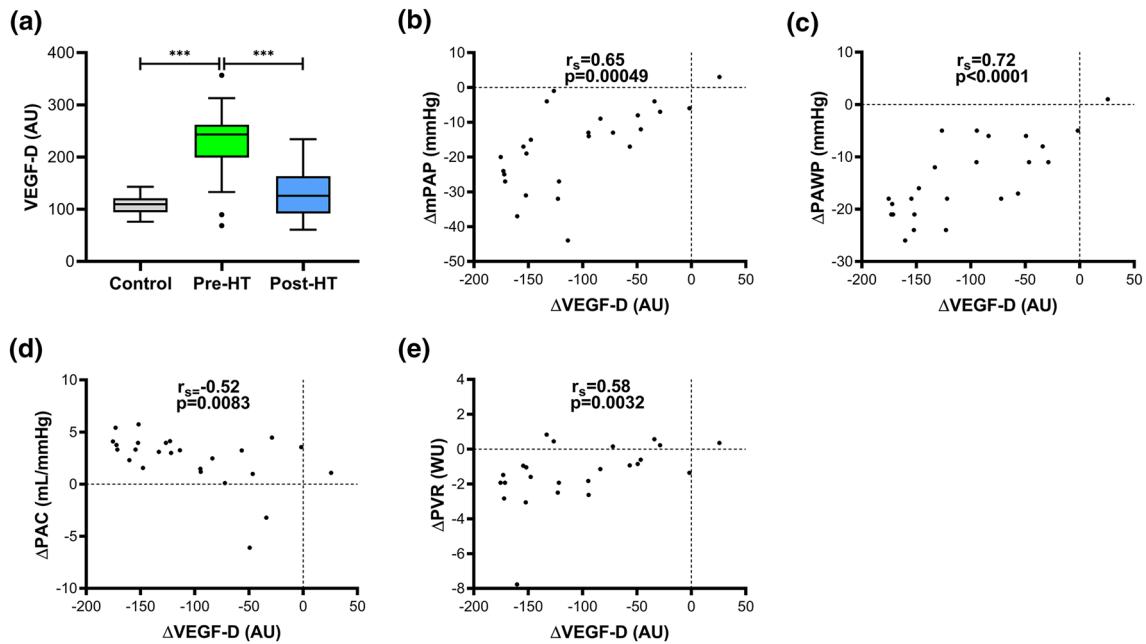 (a)
VEGF-D (AU)
400
300
200
100
0
***
***
Control
Pre-HT
Post-HT
(b)
ΔmPAP (mmHg)
10
0
-10
-20
-30
-40
-50
rs=0.65
p=0.00049
-200
-150
-100
-50
0
50
ΔVEGF-D (AU)
(c)
ΔPAWP (mmHg)
10
0
-10
-20
-30
rs=0.72
p<0.0001
-200
-150
-100
-50
0
50
ΔVEGF-D (AU)
(d)
ΔPAC (mL/mmHg)
10
5
0
-5
-10
rs=-0.52
p=0.0083
-200
-150
-100
-50
0
50
ΔVEGF-D (AU)
(e)
ΔPVR (WU)
4
2
0
-2
-4
-6
-8
rs=0.58
p=0.0032
-200
-150
-100
-50
0
50
ΔVEGF-D (AU)